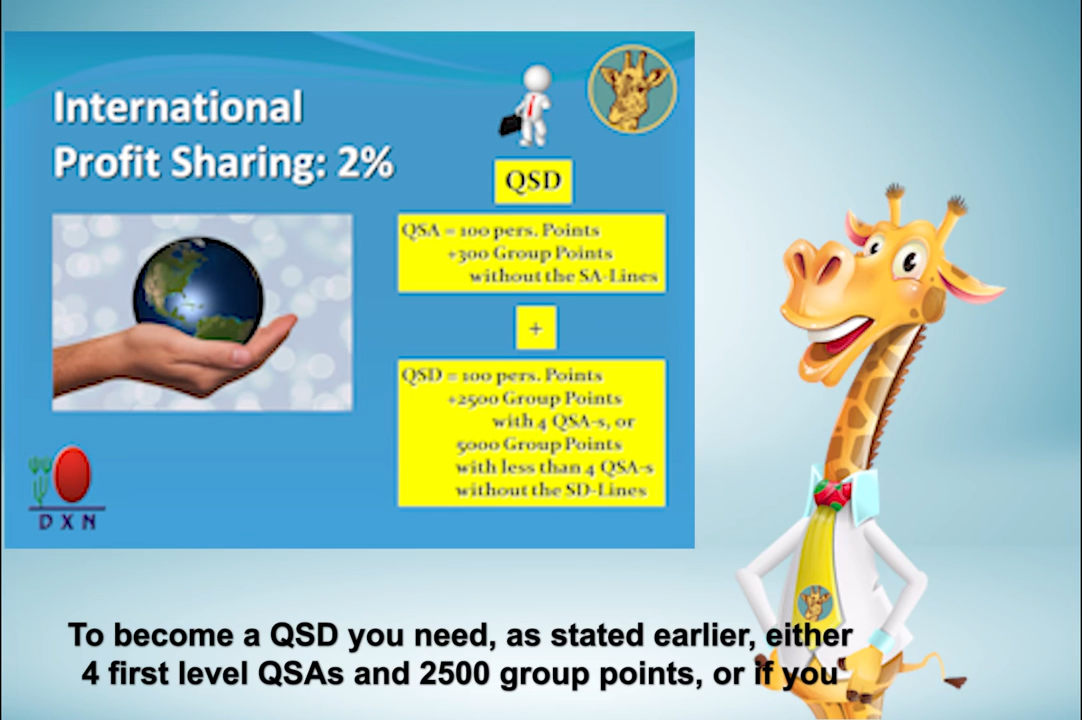 International
Profit Sharing: 2%
QSD
QSA = 100 pers. Points
+300 Group Points
without the SA-Lines
+
QSD = 100 pers. Points
+2500 Group Points
with 4 QSA-s, or
5000 Group Points
with less than 4 QSA-s
without the SD-Lines
DXN
To become a QSD you need, as stated earlier, either
4 first level QSAs and 2500 group points, or if you